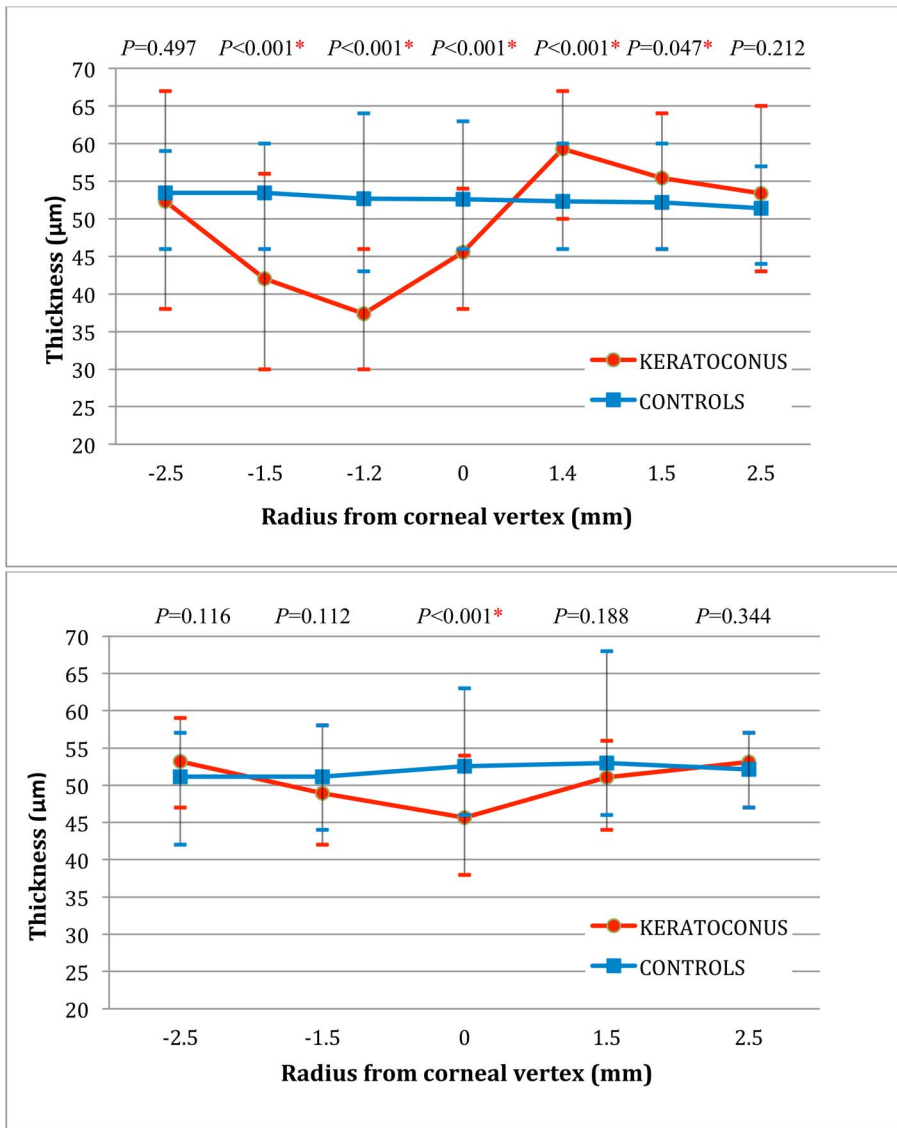 P=0.497 P<0.001* P<0.001* P<0.001* P<0.001* P=0.047* P=0.212
70
65
60
55
50
45
40
35
30
25
20
Thickness (μm)
KERATOCONUS
CONTROLS
-2.5 -1.5 -1.2 0 1.4 1.5 2.5
Radius from corneal vertex (mm)
P=0.116 P=0.112 P<0.001* P=0.188 P=0.344
70
65
60
55
50
45
40
35
30
25
20
Thickness (μm)
KERATOCONUS
CONTROLS
-2.5 -1.5 0 1.5 2.5
Radius from corneal vertex (mm)